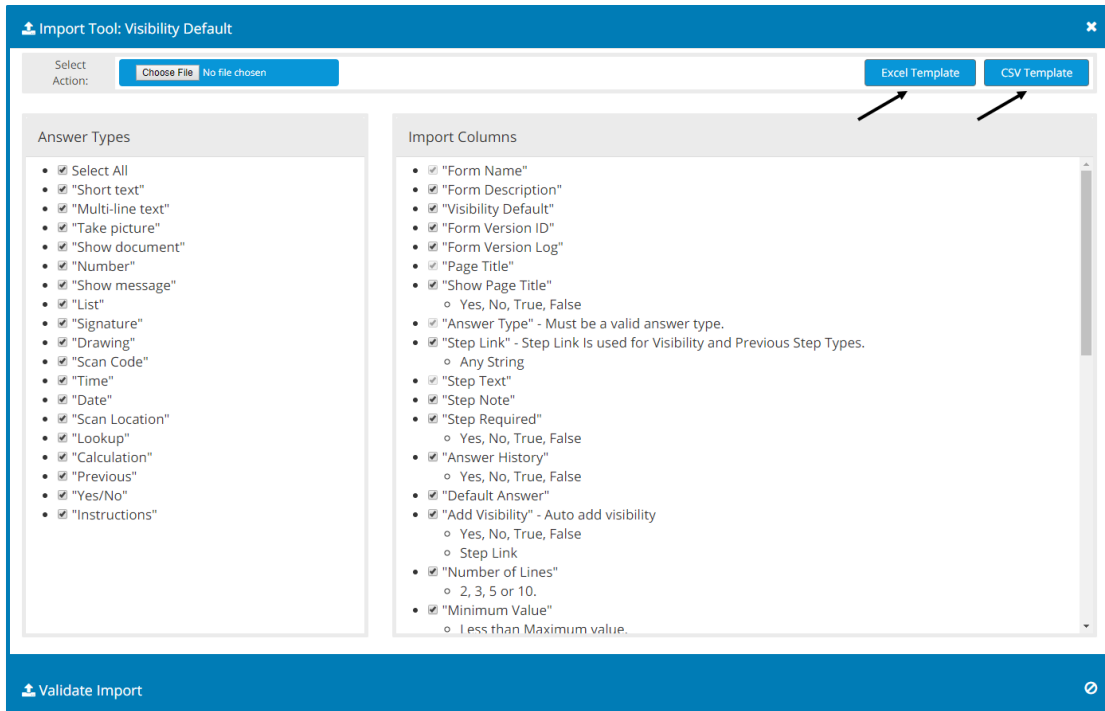 Import Tool: Visibility Default
Select
Action:
Choose File No file chosen
Excel Template
CSV Template
Answer Types
Select All
"Short text"
"Multi-line text"
"Take picture"
"Show document"
"Number"
"Show message"
"List"
"Signature"
"Drawing"
"Scan Code"
"Time"
"Date"
"Scan Location"
"Lookup"
"Calculation"
"Previous"
"Yes/No"
"Instructions"
Import Columns
"Form Name"
"Form Description"
"Visibility Default"
"Form Version ID"
"Form Version Log"
"Page Title"
"Show Page Title"
Yes, No, True, False
"Answer Type" - Must be a valid answer type.
"Step Link" - Step Link Is used for Visibility and Previous Step Types.
Any String
"Step Text"
"Step Note"
"Step Required"
Yes, No, True, False
"Answer History"
Yes, No, True, False
"Default Answer"
"Add Visibility" - Auto add visibility
Yes, No, True, False
Step Link
"Number of Lines"
2, 3, 5 or 10.
"Minimum Value"
Less than Maximum value.
Validate Import